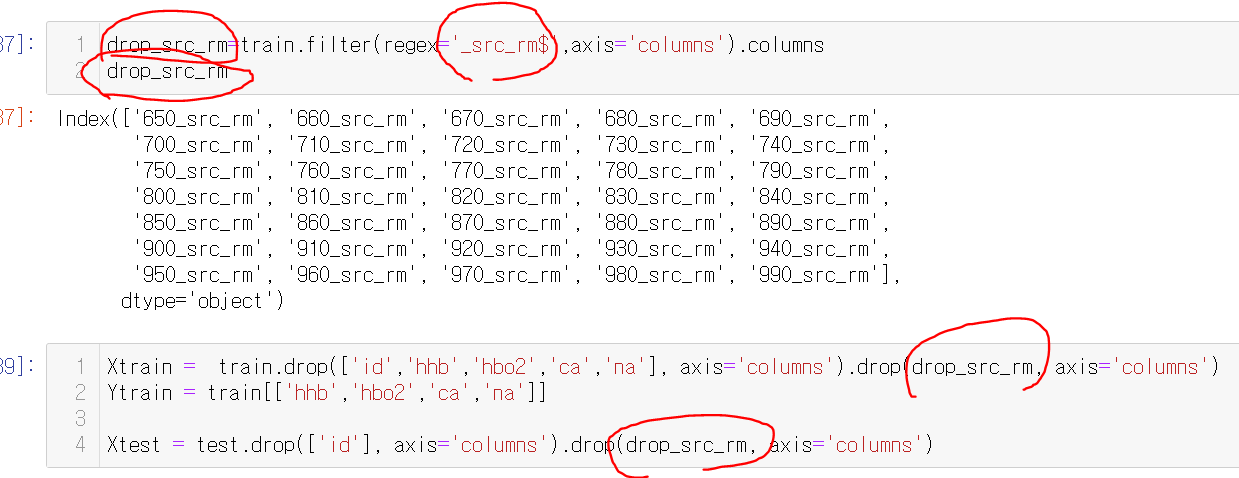 37]: 1 drop_src_rm=train.filter(regex='_src_rm$',axis='columns').columns
2 drop_src_rm
37]: Index(['650_src_rm', '660_src_rm', '670_src_rm', '680_src_rm', '690_src_rm',
'700_src_rm', '710_src_rm', '720_src_rm', '730_src_rm', '740_src_rm',
'750_src_rm', '760_src_rm', '770_src_rm', '780_src_rm', '790_src_rm',
'800_src_rm', '810_src_rm', '820_src_rm', '830_src_rm', '840_src_rm',
'850_src_rm', '860_src_rm', '870_src_rm', '880_src_rm', '890_src_rm',
'900_src_rm', '910_src_rm', '920_src_rm', '930_src_rm', '940_src_rm',
'950_src_rm', '960_src_rm', '970_src_rm', '980_src_rm', '990_src_rm'],
dtype='object')
39]: 1 Xtrain = train.drop(['id','hhb','hbo2','ca','na'], axis='columns').drop(drop_src_rm, axis='columns')
2 Ytrain = train[['hhb','hbo2','ca','na']]
3
4 Xtest = test.drop(['id'], axis='columns').drop(drop_src_rm, axis='columns')